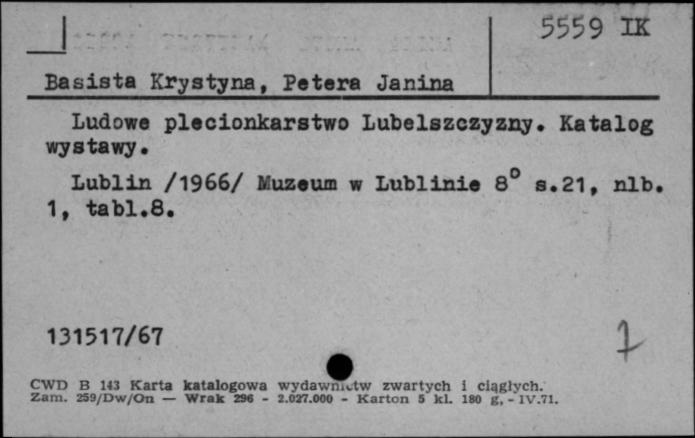 5559 IK
Basista Krystyna, Petera Janina
Ludowe plecionkarstwo Lubelszczyzny. Katalog
wystawy.
Lublin /1966/ Muzeum w Lublinie 8° s.21, nlb.
1, tabl.8.
131517/67
CWD B 143 Karta katalogowa wydawnictw zwartych i ciągłych.
Zam. 259/Dw/On — Wrak 296 - 2.027.000 - Karton 5 kl. 180 g. - IV.71.